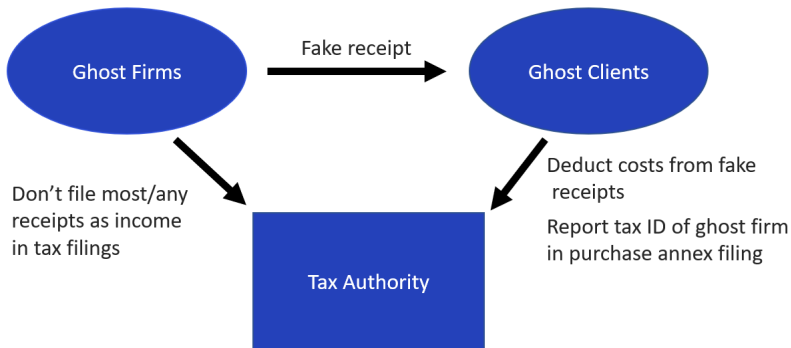 Fake receipt
Ghost Firms
Ghost Clients
Don’t file most/any
receipts as income
in tax filings
Deduct costs from fake
receipts
Report tax ID of ghost firm
in purchase annex filing
Tax Authority